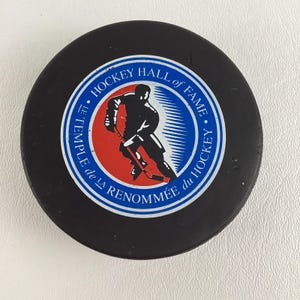 HOCKEY HALL of FAME
LE TEMPLE de LA RENOMMÉE du HOCKEY